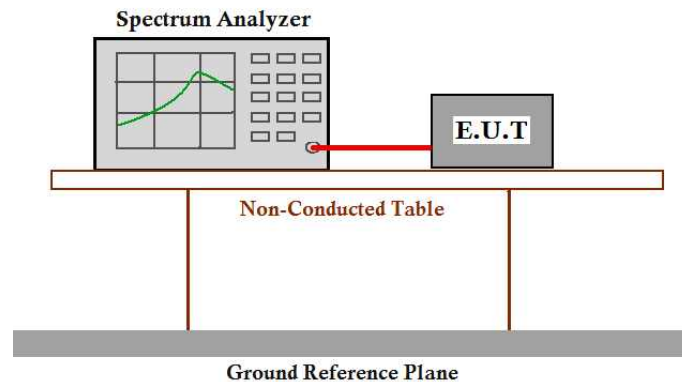 Spectrum Analyzer
E.U.T
Non-Conducted Table
Ground Reference Plane